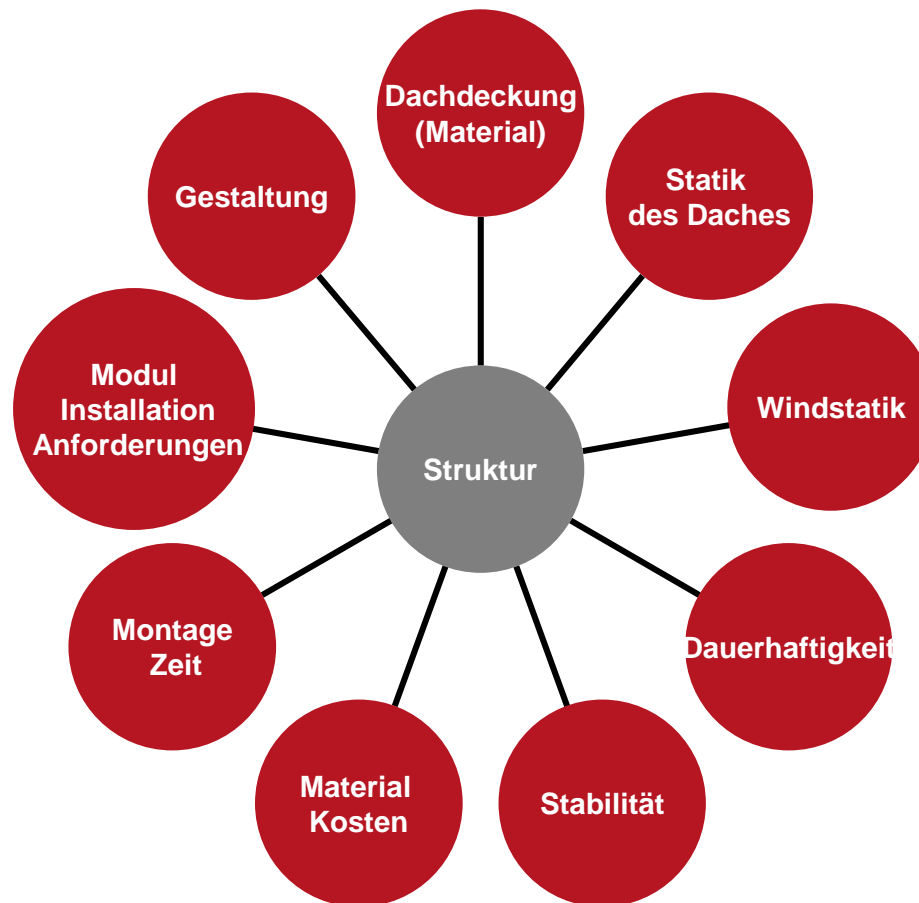 Dachdeckung
(Material)
Statik
des Daches
Gestaltung
Modul
Installation
Anforderungen
Windstatik
Struktur
Montage
Zeit
Dauerhaftigkeit
Material
Kosten
Stabilität